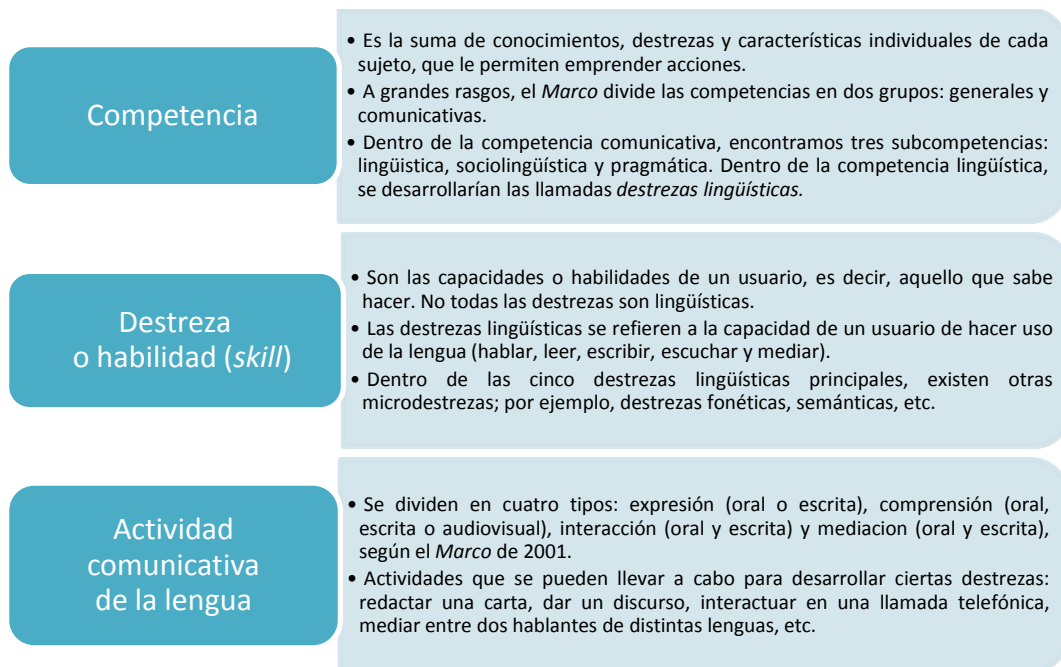 Competencia
• Es la suma de conocimientos, destrezas y características individuales de cada
sujeto, que le permiten emprender acciones.
• A grandes rasgos, el Marco divide las competencias en dos grupos: generales y
comunicativas.
• Dentro de la competencia comunicativa, encontramos tres subcompetencias:
lingüistica, sociolingüística y pragmática. Dentro de la competencia lingüística,
se desarrollarían las llamadas destrezas lingüísticas.
Destreza
o habilidad (skill)
• Son las capacidades o habilidades de un usuario, es decir, aquello que sabe
hacer. No todas las destrezas son lingüísticas.
• Las destrezas lingüísticas se refieren a la capacidad de un usuario de hacer uso
de la lengua (hablar, leer, escribir, escuchar y mediar).
• Dentro de las cinco destrezas lingüísticas principales, existen otras
microdestrezas; por ejemplo, destrezas fonéticas, semánticas, etc.
Actividad
comunicativa
de la lengua
• Se dividen en cuatro tipos: expresión (oral o escrita), comprensión (oral,
escrita o audiovisual), interacción (oral y escrita) y mediacion (oral y escrita),
según el Marco de 2001.
• Actividades que se pueden llevar a cabo para desarrollar ciertas destrezas:
redactar una carta, dar un discurso, interactuar en una llamada telefónica,
mediar entre dos hablantes de distintas lenguas, etc.